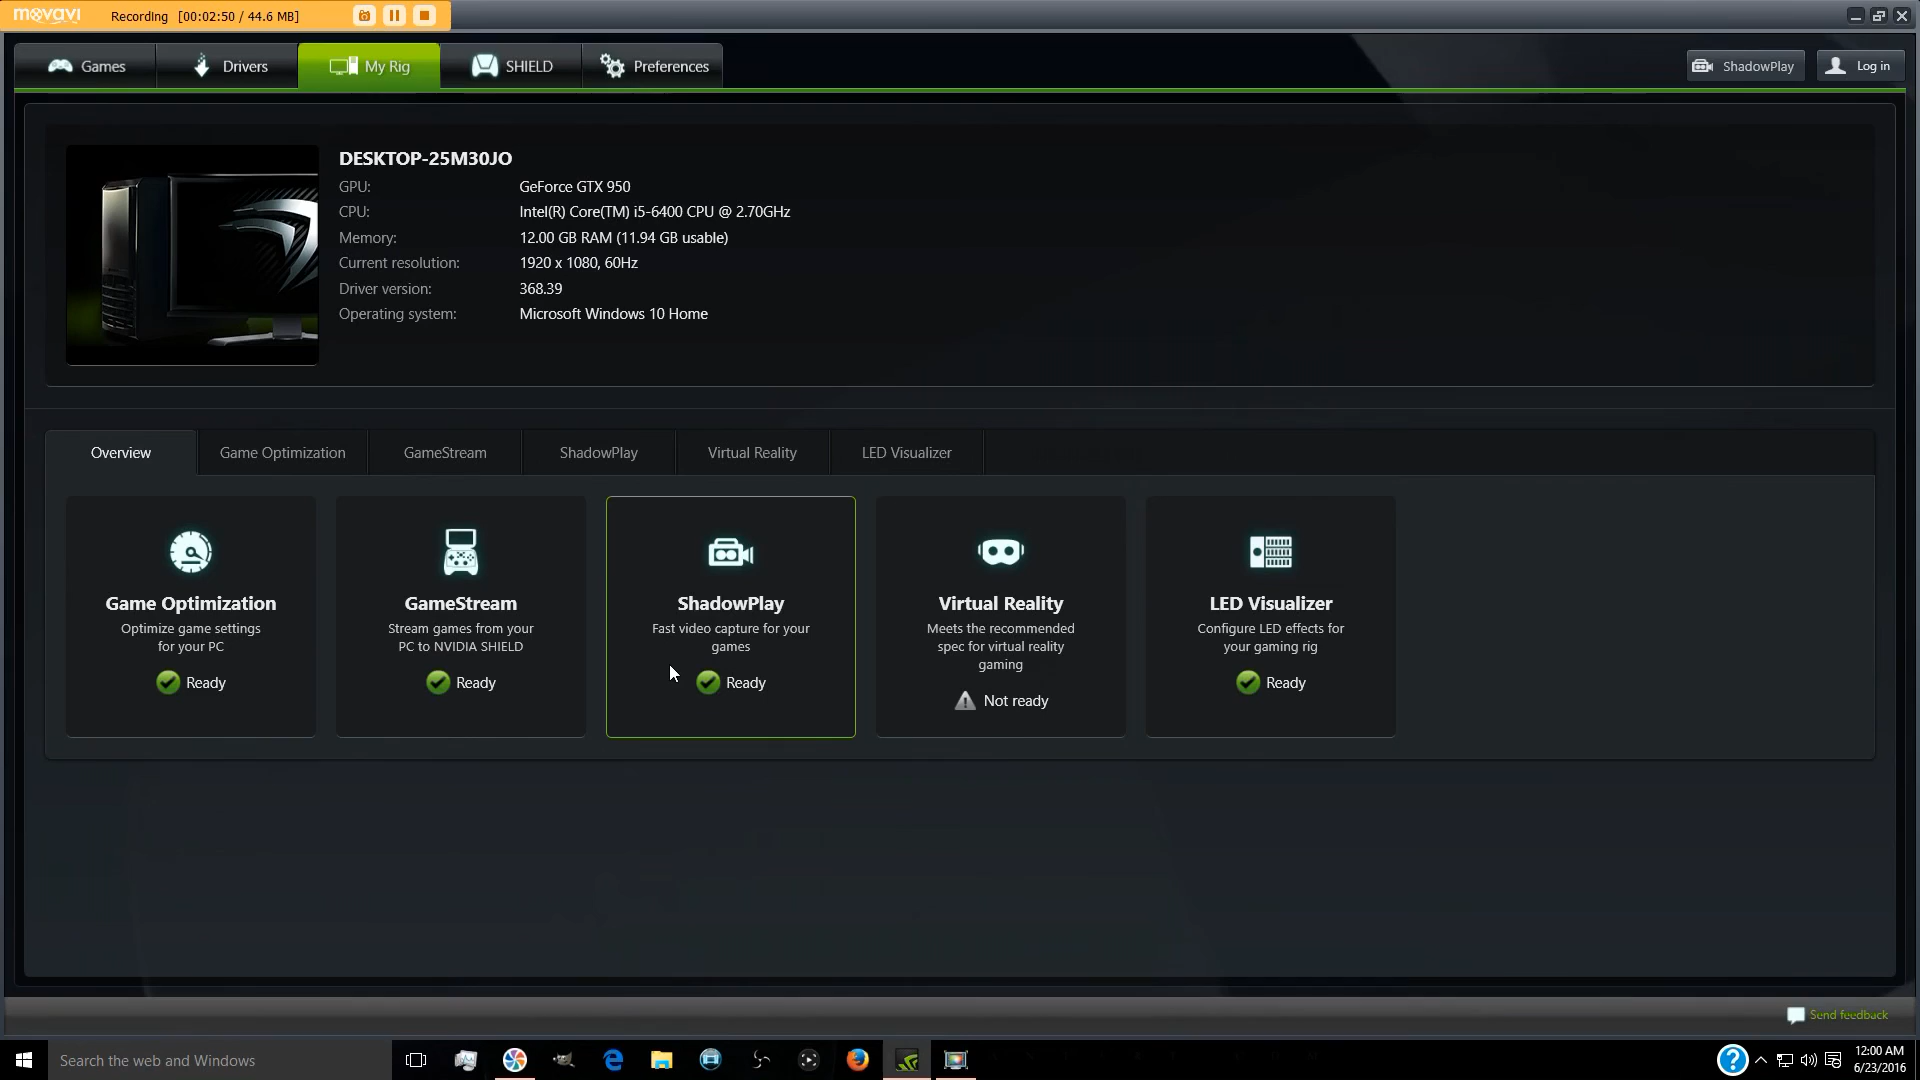 movavi Recording [00:02:50 / 44.6 MB]
Games Drivers My Rig SHIELD Preferences ShadowPlay Log in
DESKTOP-25M30JO
GPU: GeForce GTX 950
CPU: Intel(R) Core(TM) i5-6400 CPU @ 2.70GHz
Memory: 12.00 GB RAM (11.94 GB usable)
Current resolution: 1920 x 1080, 60Hz
Driver version: 368.39
Operating system: Microsoft Windows 10 Home
Overview Game Optimization GameStream ShadowPlay Virtual Reality LED Visualizer
Game Optimization
Optimize game settings
for your PC
Ready
GameStream
Stream games from your
PC to NVIDIA SHIELD
Ready
ShadowPlay
Fast video capture for your
games
Ready
Virtual Reality
Meets the recommended
spec for virtual reality
gaming
Not ready
LED Visualizer
Configure LED effects for
your gaming rig
Ready
Send feedback
Search the web and Windows
12:00 AM
6/23/2016